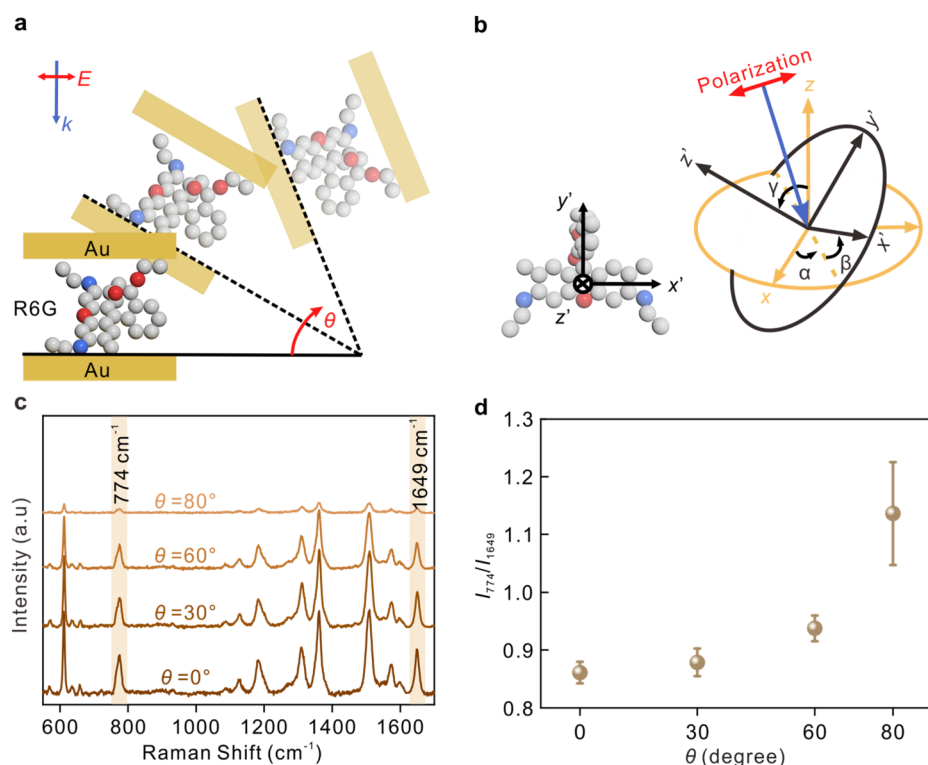 a
E
k
Au
R6G
θ
Au
b
Polarization
z
y'
z'
γ
x'
α
β
x
y'
x'
z'
c
774 cm⁻¹
1649 cm⁻¹
θ=80°
θ=60°
θ=30°
θ=0°
Intensity (a.u)
600 800 1000 1200 1400 1600
Raman Shift (cm⁻¹)
d
1.3
1.2
1.1
1.0
0.9
0.8
I₇₇₄/I₁₆₄₉
0 30 60 80
θ (degree)